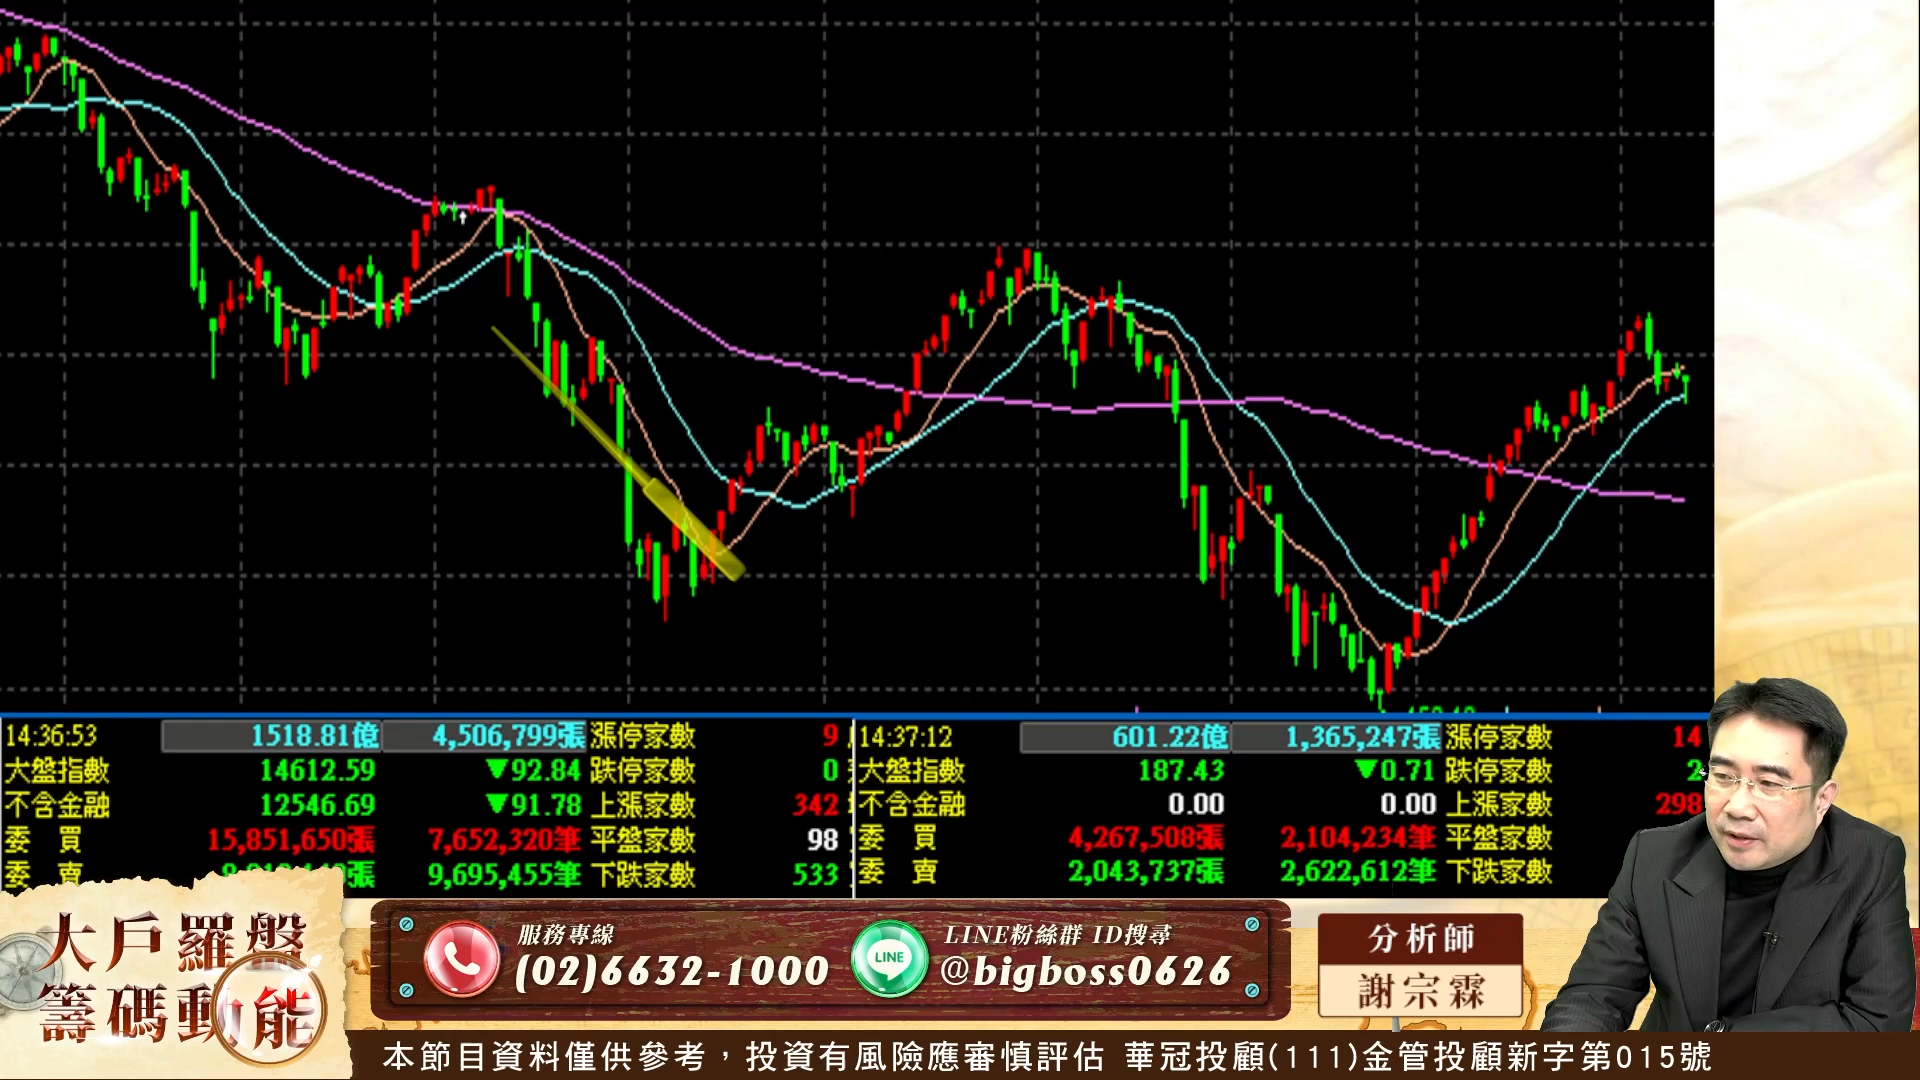 14:36:53 1518.81億 4,506,799張 漲停家數 9
大盤指數 14612.59 ▼92.84 跌停家數 0
不含金融 12546.69 ▼91.78 上漲家數 342
委 買 15,851,650張 7,652,320筆 平盤家數 98
委 賣 張 9,695,455筆 下跌家數 533
14:37:12 601.22億 1,365,247張 漲停家數 14
大盤指數 187.43 ▼0.71 跌停家數 2
不含金融 0.00 0.00 上漲家數 298
委 買 4,267,508張 2,104,234筆 平盤家數
委 賣 2,043,737張 2,622,612筆 下跌家數
大戶羅盤
籌碼動能
服務專線
(02)6632-1000
LINE
LINE粉絲群 ID搜尋
@bigboss0626
分析師
謝宗霖
本節目資料僅供參考，投資有風險應審慎評估 華冠投顧(111)金管投顧新字第015號